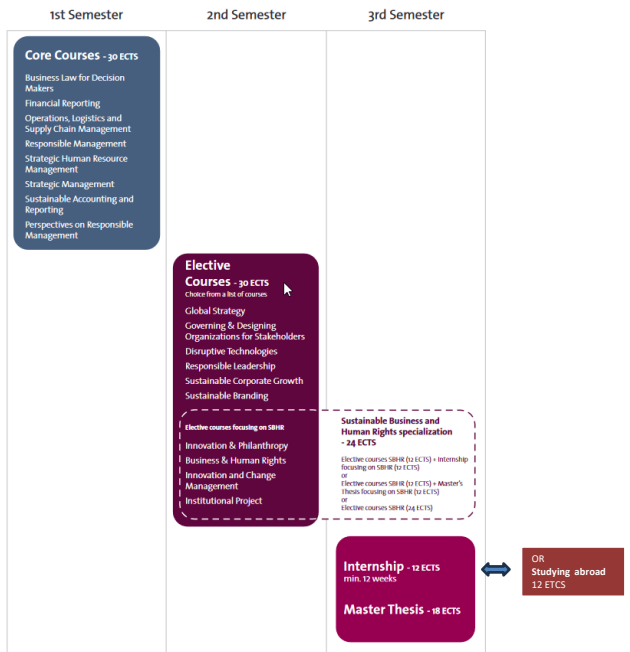 1st Semester
2nd Semester
3rd Semester
Core Courses - 30 ECTS
Business Law for Decision
Makers
Financial Reporting
Operations, Logistics and
Supply Chain Management
Responsible Management
Strategic Human Resource
Management
Strategic Management
Sustainable Accounting and
Reporting
Perspectives on Responsible
Management
Elective
Courses - 30 ECTS
Choice from a list of courses
Global Strategy
Governing & Designing
Organizations for Stakeholders
Disruptive Technologies
Responsible Leadership
Sustainable Corporate Growth
Sustainable Branding
Elective courses focusing on SBHR
Innovation & Philanthropy
Business & Human Rights
Innovation and Change
Management
Institutional Project
Sustainable Business and
Human Rights specialization
- 24 ECTS
Elective courses SBHR (12 ECTS) + Internship
focusing on SBHR (12 ECTS)
or
Elective courses SBHR (12 ECTS) + Master's
Thesis focusing on SBHR (12 ECTS)
or
Elective courses SBHR (24 ECTS)
Internship - 12 ECTS
min. 12 weeks
Master Thesis - 18 ECTS
OR
Studying abroad
12 ETCS